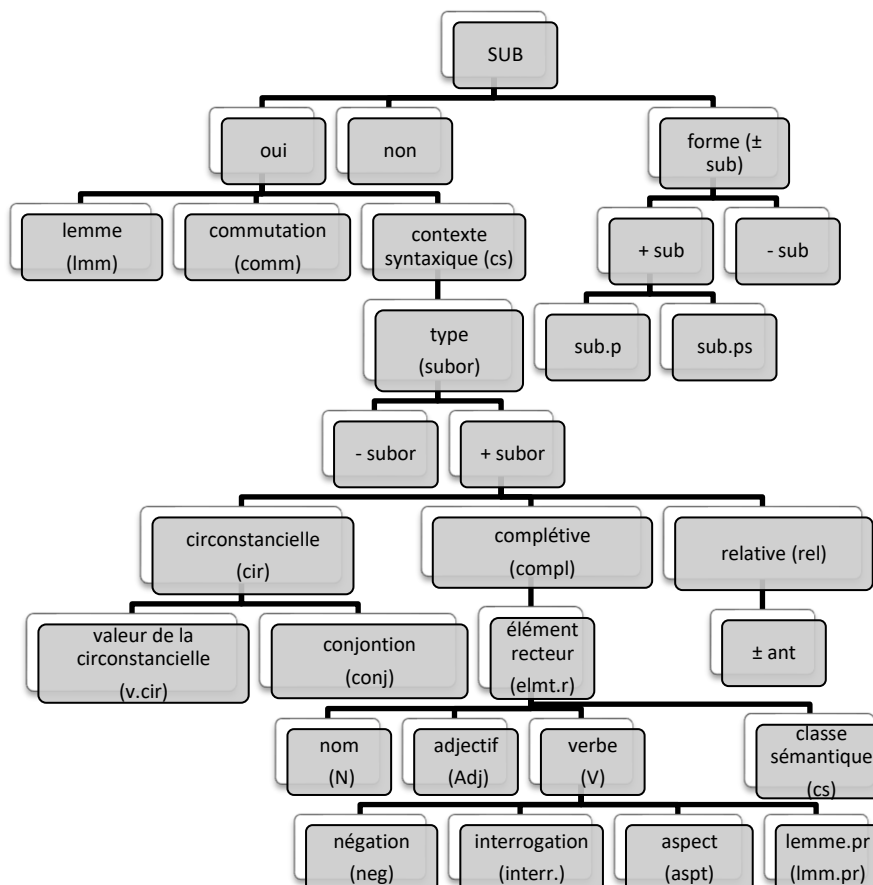 SUB
oui
non
forme (±
sub)
lemme
(lmm)
commutation
(comm)
contexte
syntaxique (cs)
+ sub
- sub
type
(subor)
sub.p
sub.ps
- subor
+ subor
circonstancielle
(cir)
complétive
(compl)
relative (rel)
valeur de la
circonstancielle
(v.cir)
conjontion
(conj)
élément
recteur
(elmt.r)
± ant
nom
(N)
adjectif
(Adj)
verbe
(V)
classe
sémantique
(cs)
négation
(neg)
interrogation
(interr.)
aspect
(aspt)
lemme.pr
(lmm.pr)